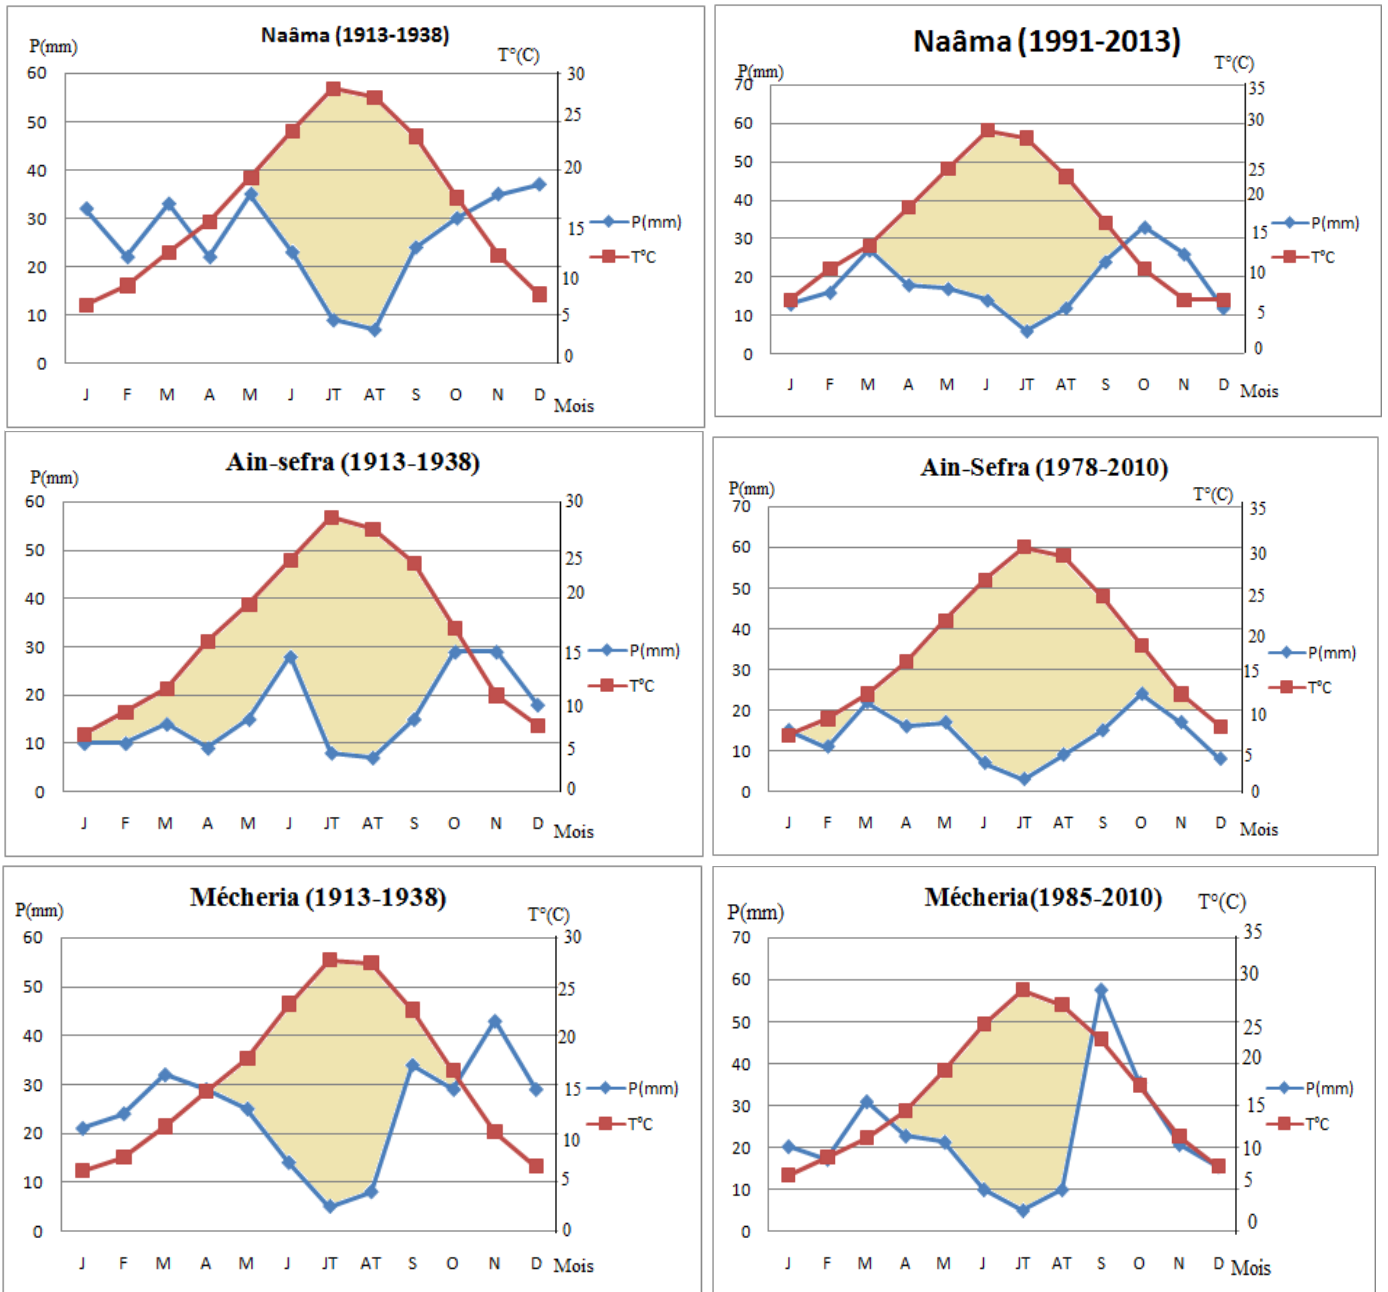 Naâma (1913-1938)
P(mm)
T°(C)
60
50
40
30
20
10
0
30
25
20
15
10
5
0
P(mm)
T°C
J F M A M J JT AT S O N D Mois
Naâma (1991-2013)
P(mm)
T°(C)
70
60
50
40
30
20
10
0
35
30
25
20
15
10
5
0
P(mm)
T°C
J F M A M J JT AT S O N D Mois
Ain-sefra (1913-1938)
P(mm)
60
50
40
30
20
10
0
30
25
20
15
10
5
0
P(mm)
T°C
J F M A M J JT AT S O N D Mois
Ain-Sefra (1978-2010)
P(mm)
T°(C)
70
60
50
40
30
20
10
0
35
30
25
20
15
10
5
0
P(mm)
T°C
J F M A M J JT AT S O N D Mois
Mécheria (1913-1938)
P(mm)
T°(C)
60
50
40
30
20
10
0
30
25
20
15
10
5
0
P(mm)
T°C
J F M A M J JT AT S O N D Mois
Mécheria(1985-2010)
P(mm)
T°(C)
70
60
50
40
30
20
10
0
35
30
25
20
15
10
5
0
P(mm)
T°C
J F M A M J JT AT S O N D Mois